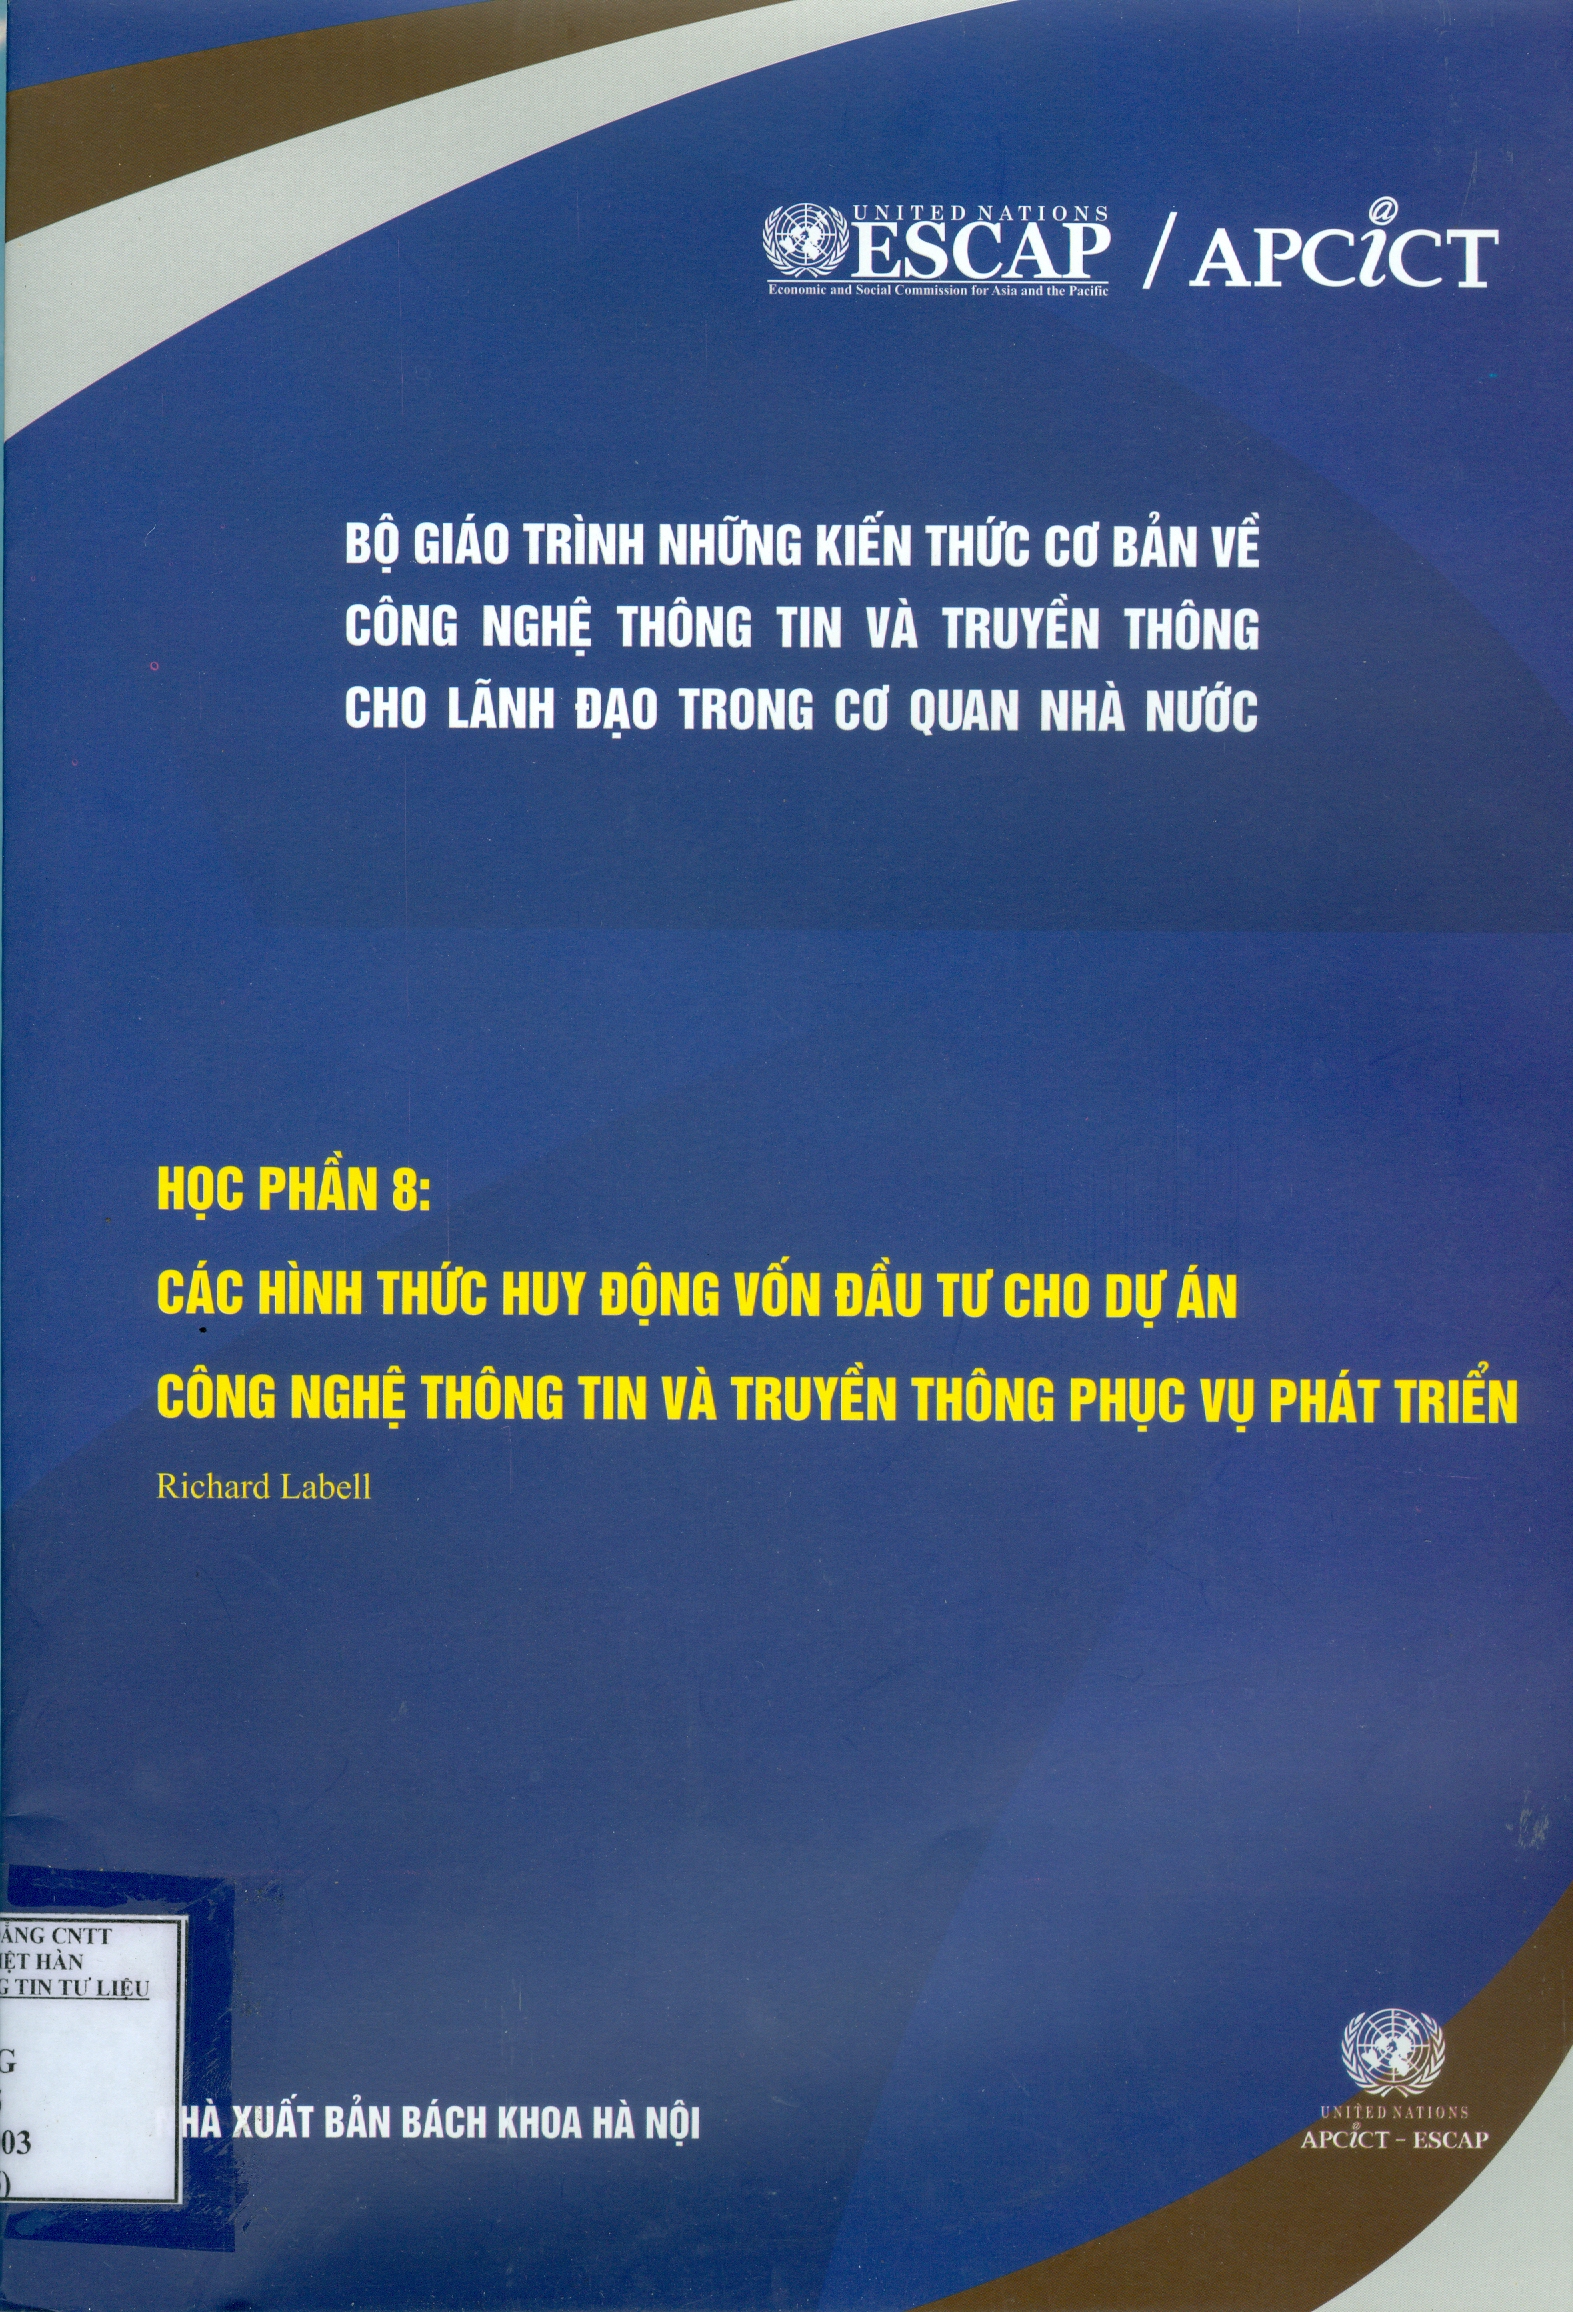 UNITED NATIONS
ESCAP / APCiCT
@
Economic and Social Commission for Asia and the Pacific
BỘ GIÁO TRÌNH NHỮNG KIẾN THỨC CƠ BẢN VỀ
CÔNG NGHỆ THÔNG TIN VÀ TRUYỀN THÔNG
CHO LÃNH ĐẠO TRONG CƠ QUAN NHÀ NƯỚC
HỌC PHẦN 8:
CÁC HÌNH THỨC HUY ĐỘNG VỐN ĐẦU TƯ CHO DỰ ÁN
CÔNG NGHỆ THÔNG TIN VÀ TRUYỀN THÔNG PHỤC VỤ PHÁT TRIỂN
Richard Labell
ẲNG CNTT
IỆT HÀN
G TIN TƯ LIỆU
G
03
NHÀ XUẤT BẢN BÁCH KHOA HÀ NỘI
UNITED NATIONS
APCiCT - ESCAP